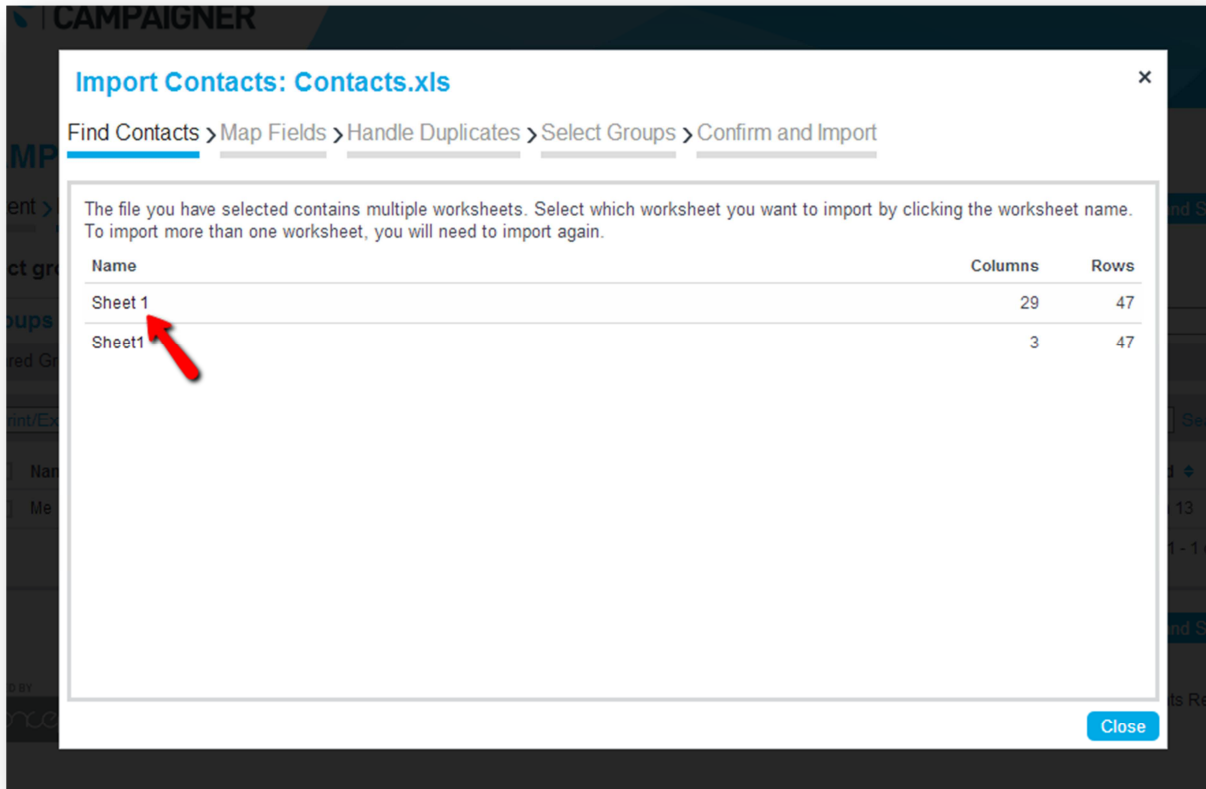 CAMPAIGNER
Import Contacts: Contacts.xls ×
Find Contacts > Map Fields > Handle Duplicates > Select Groups > Confirm and Import
The file you have selected contains multiple worksheets. Select which worksheet you want to import by clicking the worksheet name.
To import more than one worksheet, you will need to import again.
Name Columns Rows
Sheet 1 29 47
Sheet1 3 47
Close
Me
13